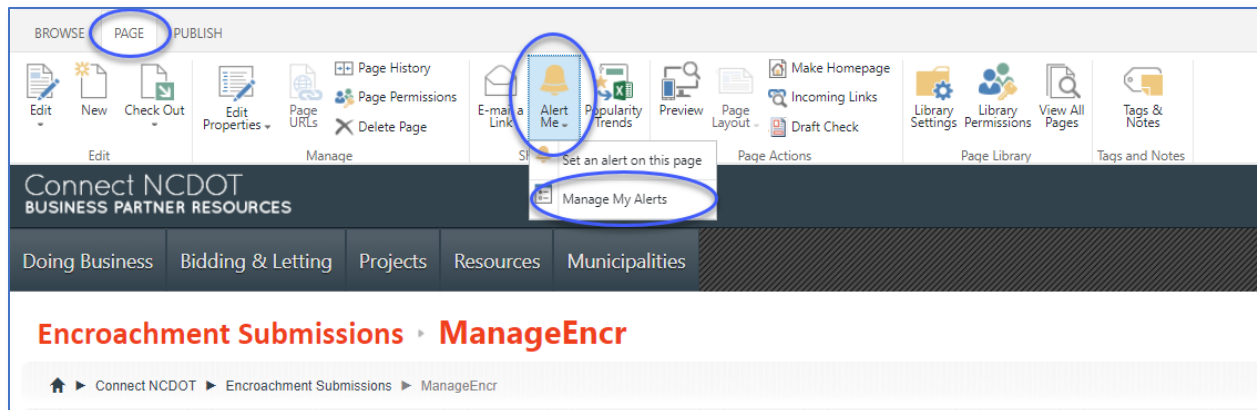 BROWSE PAGE PUBLISH
Edit New Check Out Edit Properties Page URLs Page History Page Permissions Delete Page E-mail a Link Alert Me Popularity Trends Preview Page Layout Make Homepage Incoming Links Draft Check Library Settings Library Permissions View All Pages Tags & Notes
Edit Manage Page Actions Page Library Tags and Notes
Set an alert on this page
Manage My Alerts
Connect NCDOT
BUSINESS PARTNER RESOURCES
Doing Business Bidding & Letting Projects Resources Municipalities
Encroachment Submissions ▸ ManageEncr
Connect NCDOT ▶ Encroachment Submissions ▶ ManageEncr